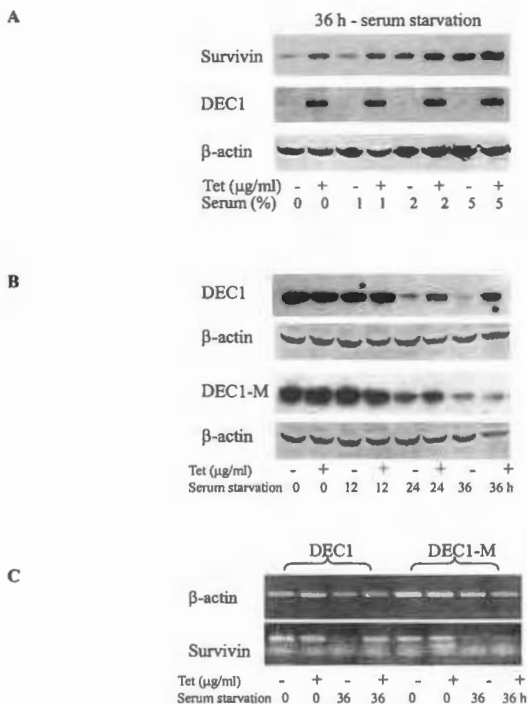 A
36 h - serum starvation
Survivin
DEC1
β-actin
Tet (µg/ml) - + - + - + - +
Serum (%) 0 0 1 1 2 2 5 5
B
DEC1
β-actin
DEC1-M
β-actin
Tet (µg/ml) - + - + - + - +
Serum starvation 0 0 12 12 24 24 36 36 h
C
DEC1 DEC1-M
β-actin
Survivin
Tet (µg/ml) - + - + - + - +
Serum starvation 0 0 36 36 0 0 36 36 h